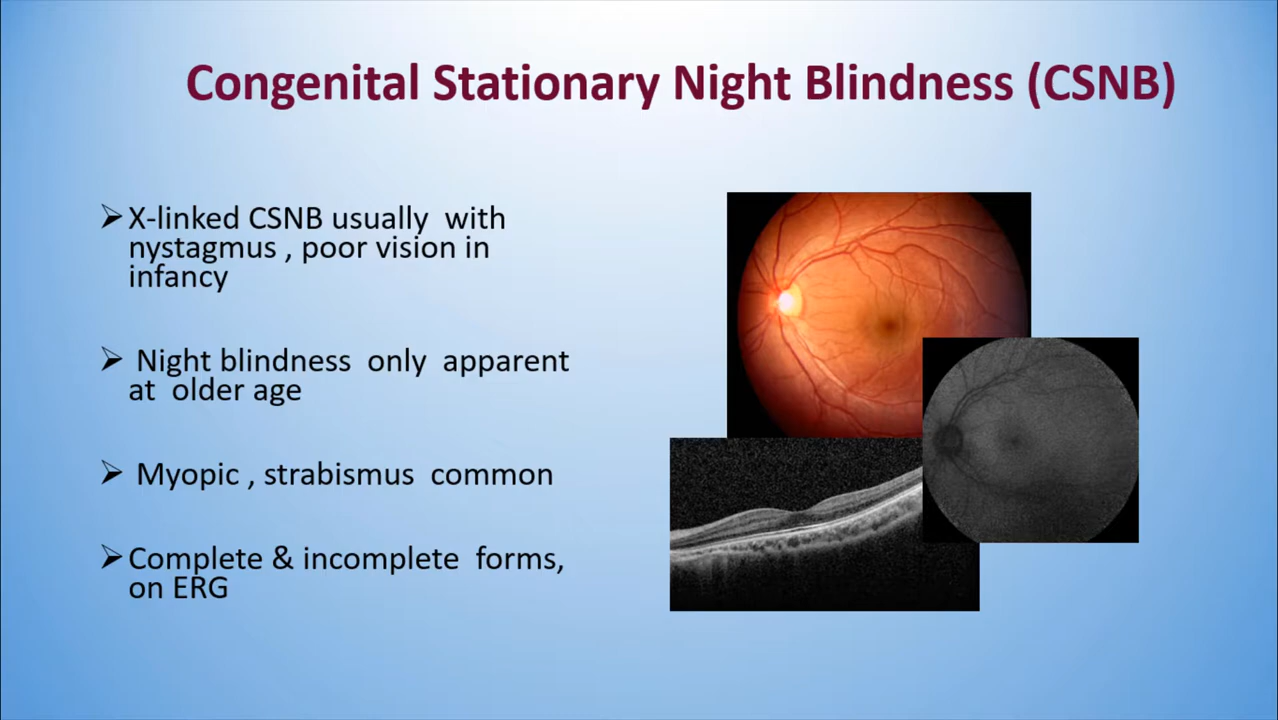 Congenital Stationary Night Blindness (CSNB)
➢X-linked CSNB usually with
nystagmus , poor vision in
infancy
➢ Night blindness only apparent
at older age
➢ Myopic , strabismus common
➢Complete & incomplete forms,
on ERG